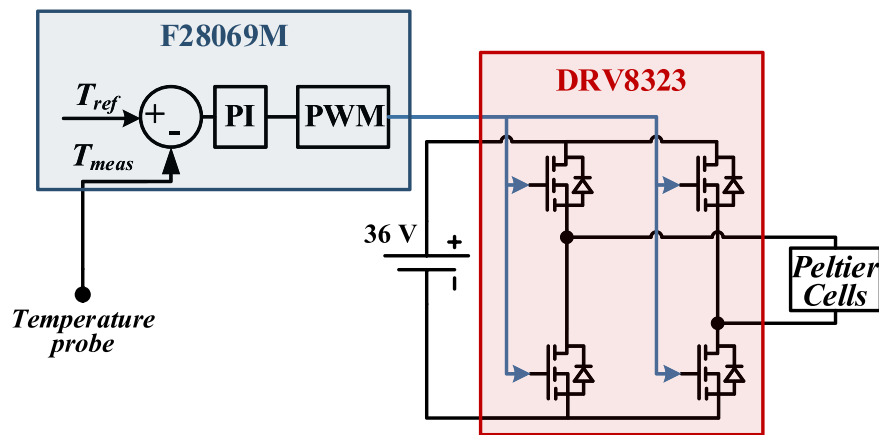 F28069M
DRV8323
T_ref
+
-
PI
PWM
T_meas
36 V
+
-
Peltier
Cells
Temperature
probe